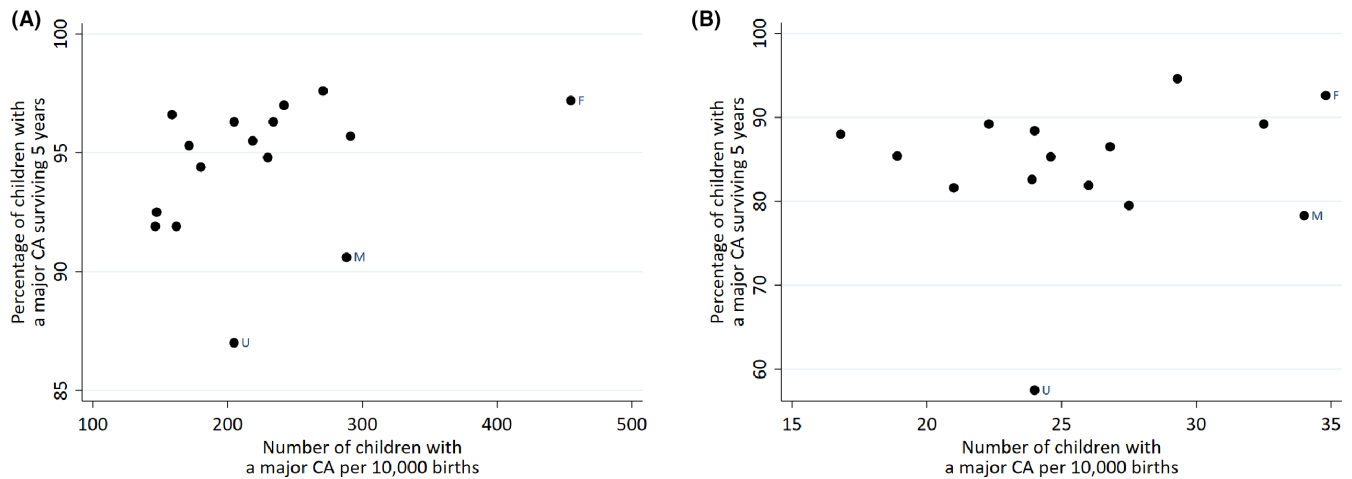 (A)
Percentage of children with
a major CA surviving 5 years
100
95
90
85
F
M
U
100 200 300 400 500
Number of children with
a major CA per 10,000 births
(B)
Percentage of children with
a major CA surviving 5 years
100
90
80
70
60
F
M
U
15 20 25 30 35
Number of children with
a major CA per 10,000 births